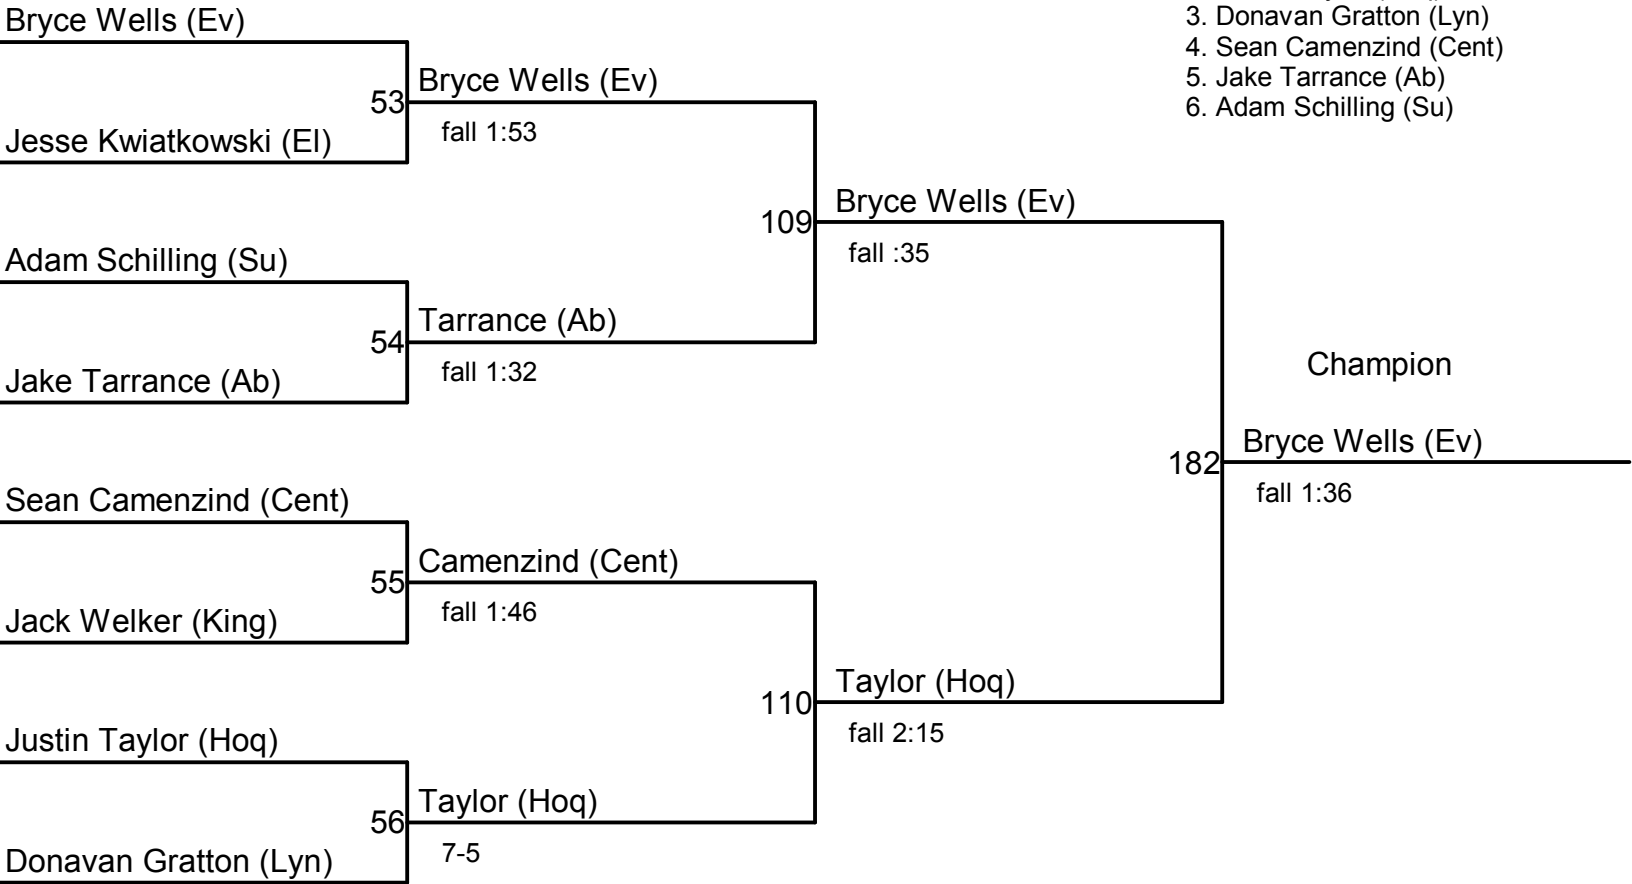 Bryce Wells (Ev)
3. Donavan Gratton (Lyn)
4. Sean Camenzind (Cent)
5. Jake Tarrance (Ab)
6. Adam Schilling (Su)
53
Bryce Wells (Ev)
fall 1:53
Jesse Kwiatkowski (El)
109
Bryce Wells (Ev)
fall :35
Adam Schilling (Su)
54
Tarrance (Ab)
fall 1:32
Jake Tarrance (Ab)
Champion
182
Bryce Wells (Ev)
fall 1:36
Sean Camenzind (Cent)
55
Camenzind (Cent)
fall 1:46
Jack Welker (King)
110
Taylor (Hoq)
fall 2:15
Justin Taylor (Hoq)
56
Taylor (Hoq)
7-5
Donavan Gratton (Lyn)